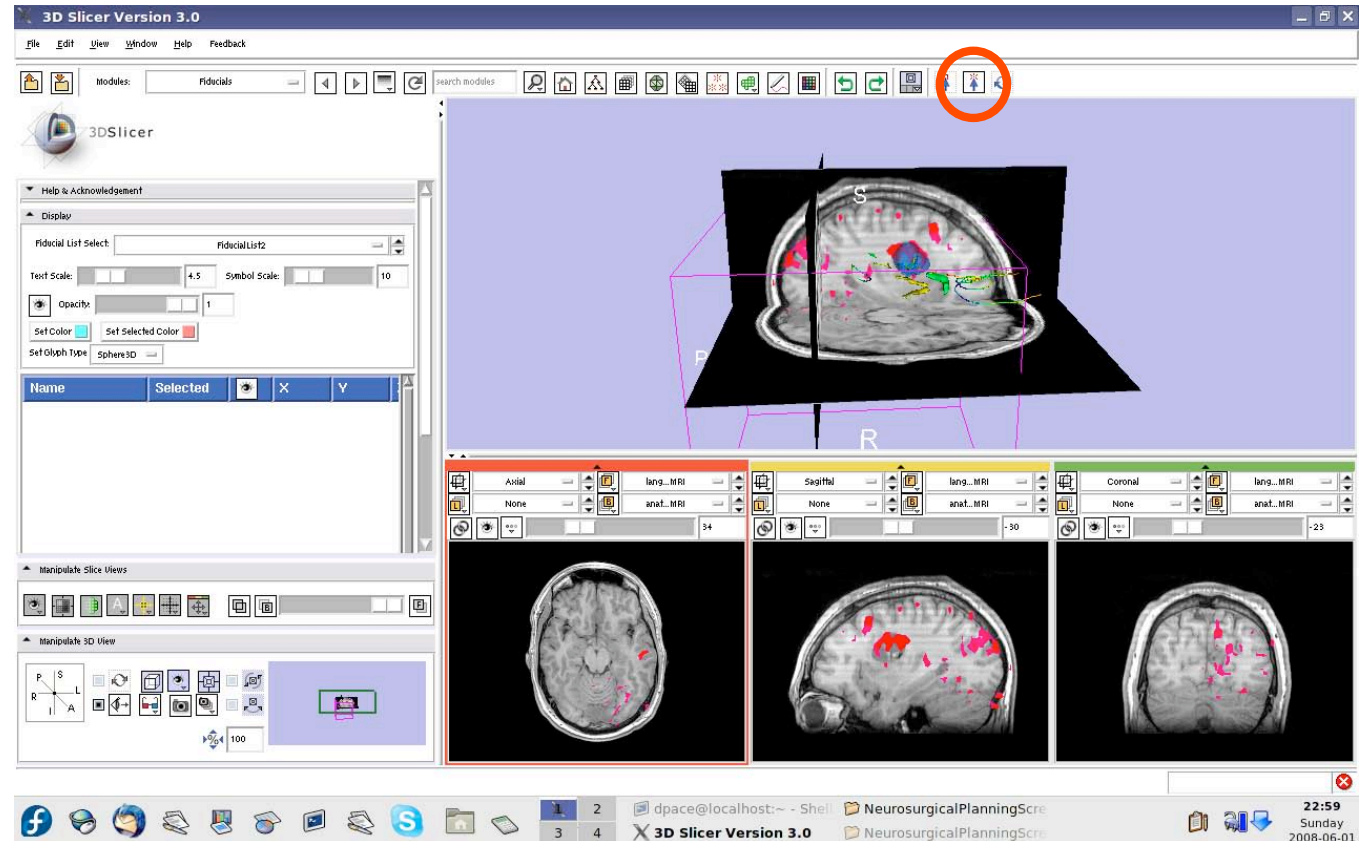 3D Slicer Version 3.0
File Edit View Window Help Feedback
Modules: Fiducials search modules
3DSlicer
Help & Acknowledgement
Display
Fiducial List Select: FiducialList2
Text Scale: 4.5 Symbol Scale: 10
Opacity: 1
Set Color Set Selected Color
Set Glyph Type Sphere3D
Name Selected X Y
S
P
R
Axial F lang...MRI
L None B anat...MRI
34
Sagittal F lang...MRI
L None B anat...MRI
-30
Coronal F lang...MRI
L None B anat...MRI
-23
Manipulate Slice Views
A B F
Manipulate 3D View
P S
R L
I A
% 100
1 2 dpace@localhost:~ - Shell NeurosurgicalPlanningScre
3 4 3D Slicer Version 3.0 NeurosurgicalPlanningScre
22:59
Sunday
2008-06-01